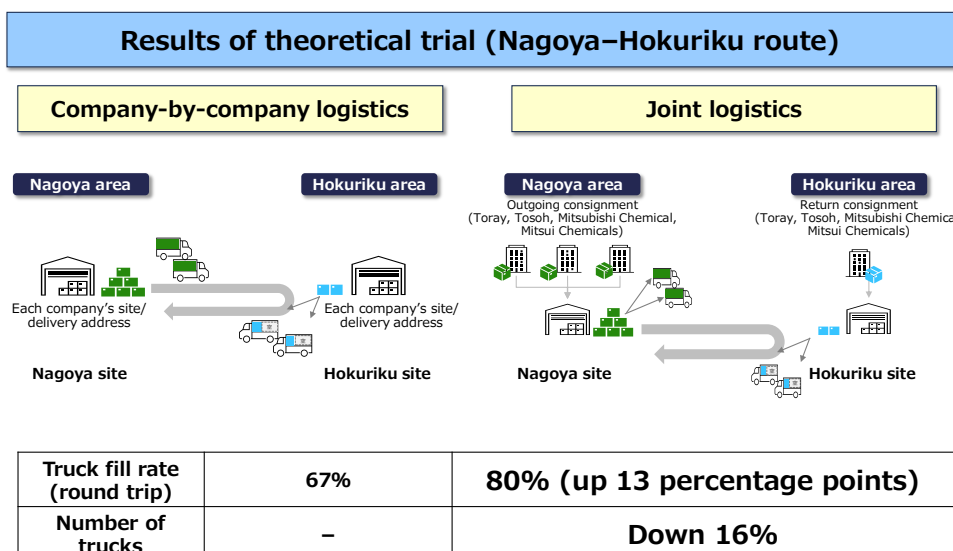 Results of theoretical trial (Nagoya–Hokuriku route)
Company-by-company logistics
Joint logistics
Nagoya area
Hokuriku area
Each company's site/
delivery address
Each company's site/
delivery address
Nagoya site
Hokuriku site
Nagoya area
Outgoing consignment
(Toray, Tosoh, Mitsubishi Chemical,
Mitsui Chemicals)
Hokuriku area
Return consignment
(Toray, Tosoh, Mitsubishi Chemica
Mitsui Chemicals)
Nagoya site
Hokuriku site
Truck fill rate
(round trip)
67%
80% (up 13 percentage points)
Number of
trucks
–
Down 16%